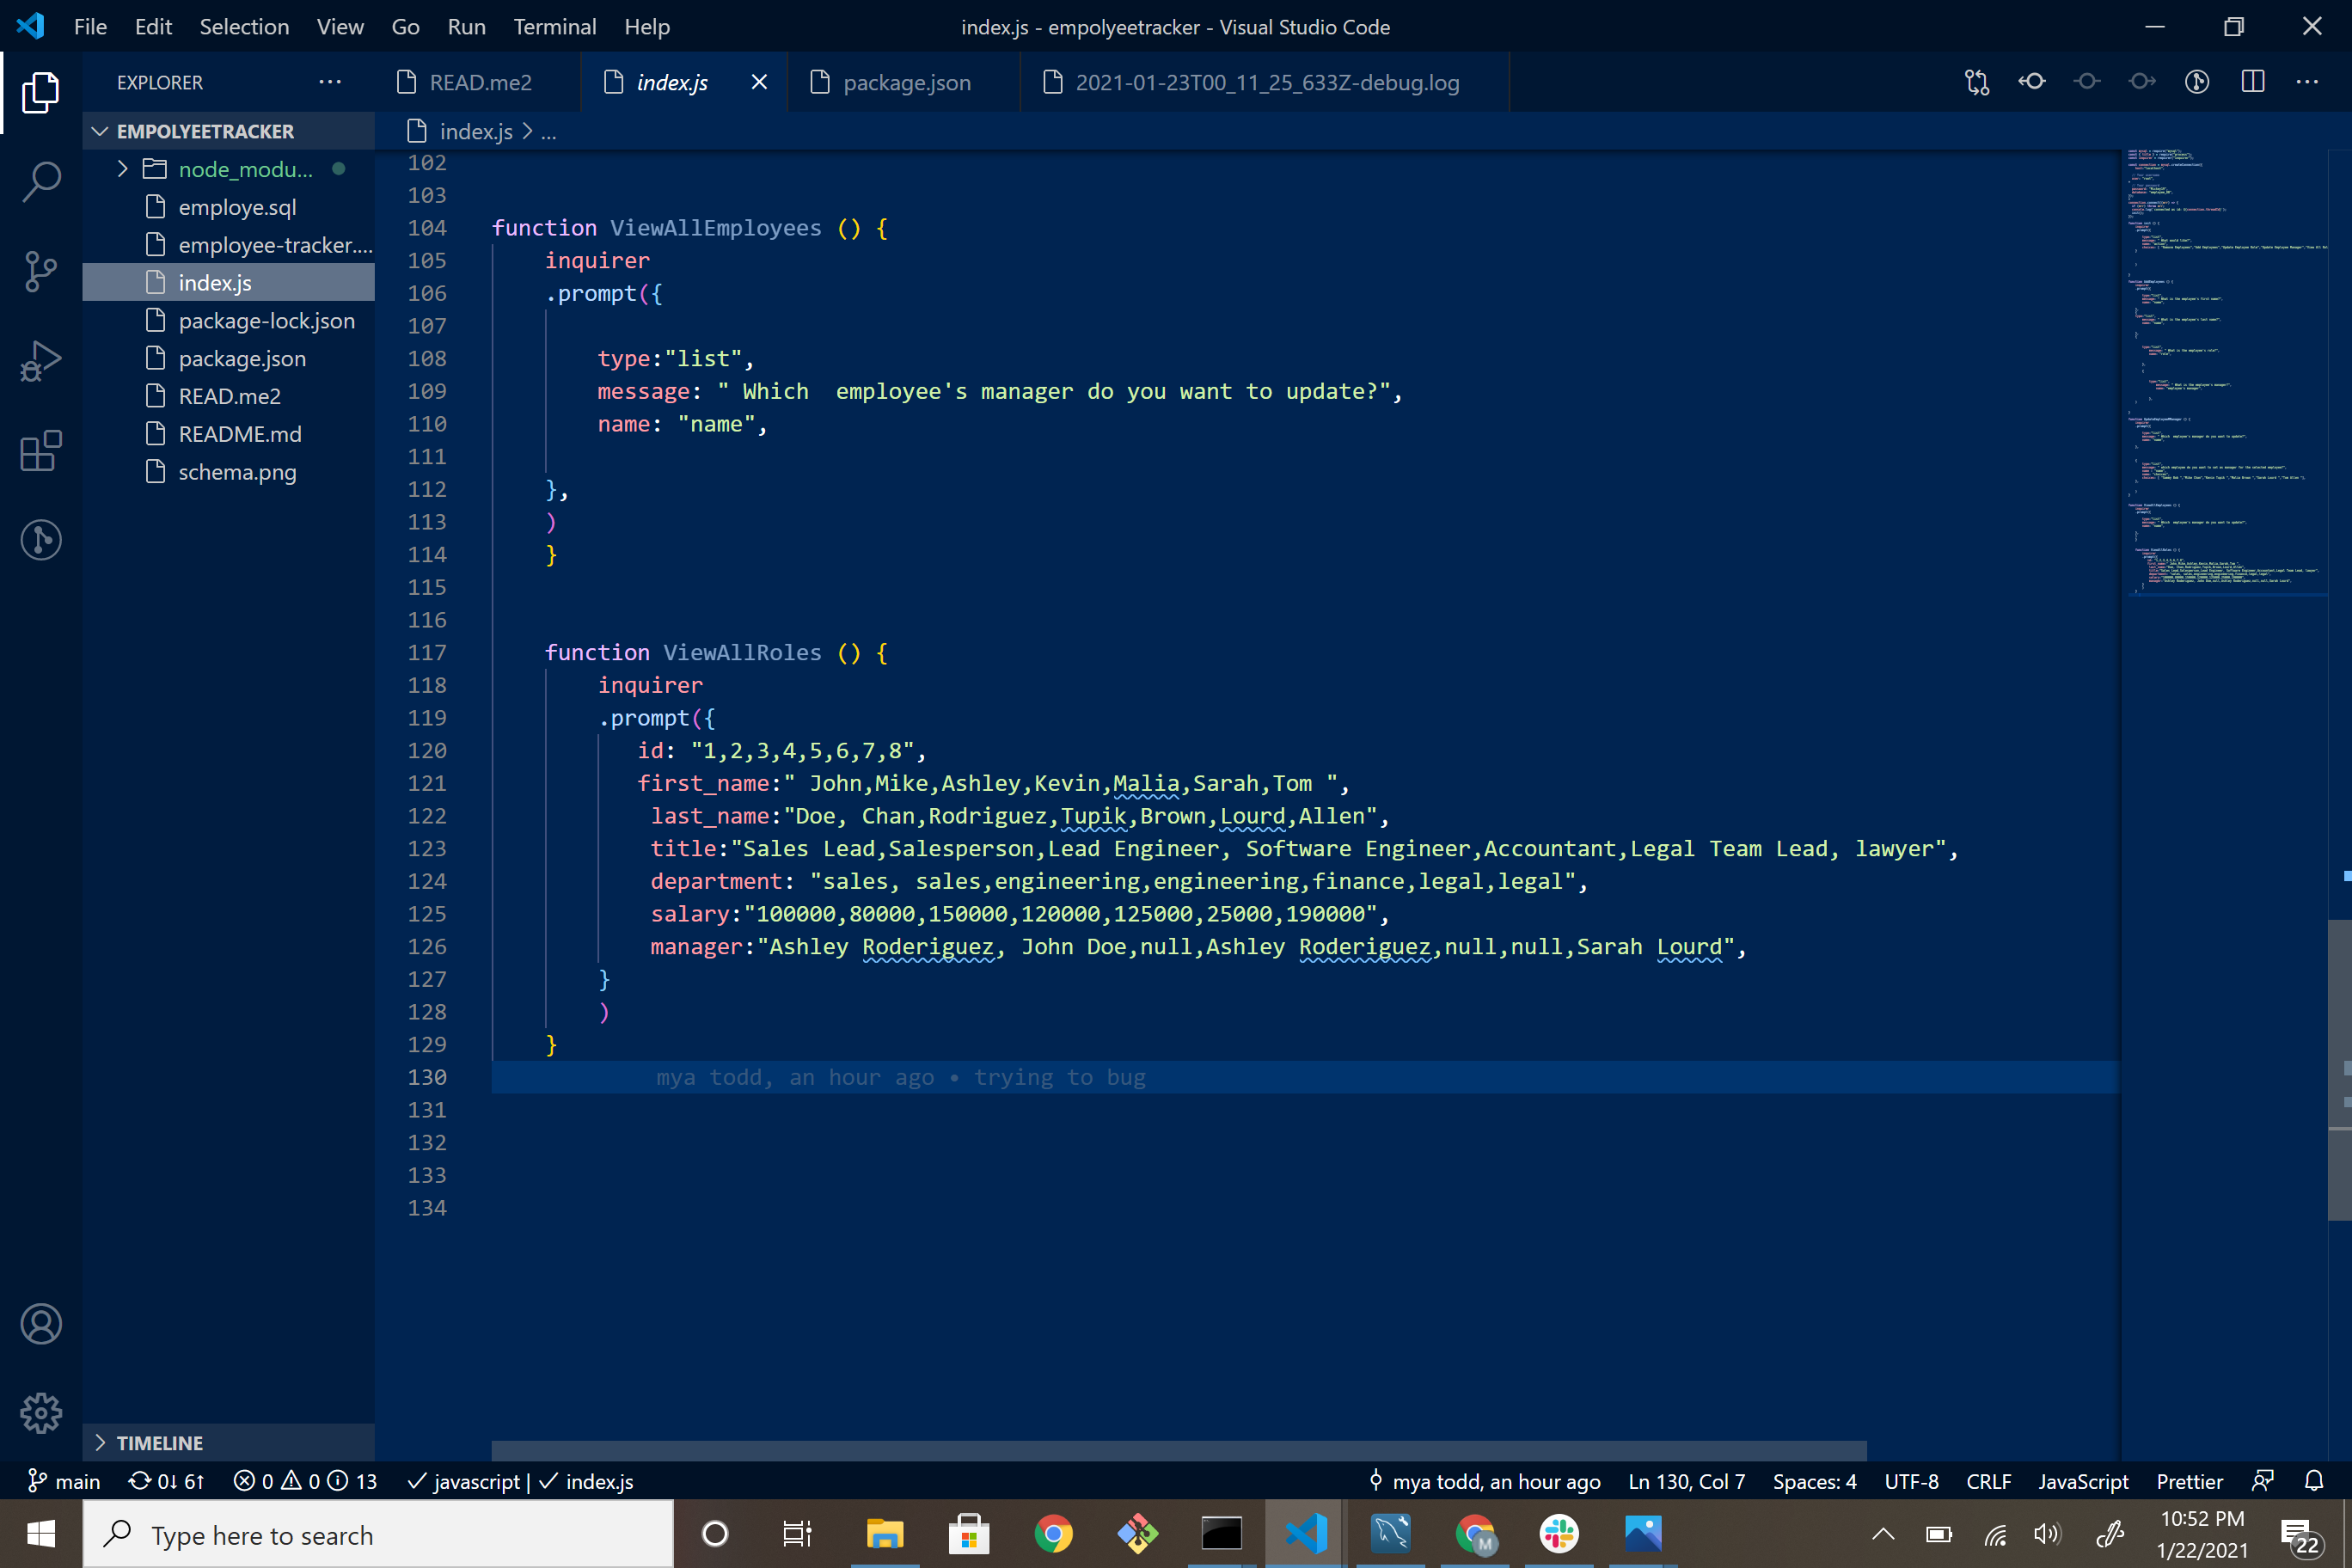 File Edit Selection View Go Run Terminal Help
index.js - empolyeetracker - Visual Studio Code
EXPLORER
READ.me2
index.js
package.json
2021-01-23T00_11_25_633Z-debug.log
EMPOLYEETRACKER
index.js > ...
node_modu...
employe.sql
employee-tracker....
index.js
package-lock.json
package.json
READ.me2
README.md
schema.png
TIMELINE
102
103
104 function ViewAllEmployees () {
105 inquirer
106 .prompt({
107
108 type:"list",
109 message: " Which  employee's manager do you want to update?",
110 name: "name",
111
112 },
113 )
114 }
115
116
117 function ViewAllRoles () {
118 inquirer
119 .prompt({
120 id: "1,2,3,4,5,6,7,8",
121 first_name:" John,Mike,Ashley,Kevin,Malia,Sarah,Tom ",
122 last_name:"Doe, Chan,Rodriguez,Tupik,Brown,Lourd,Allen",
123 title:"Sales Lead,Salesperson,Lead Engineer, Software Engineer,Accountant,Legal Team Lead, lawyer",
124 department: "sales, sales,engineering,engineering,finance,legal,legal",
125 salary:"100000,80000,150000,120000,125000,25000,190000",
126 manager:"Ashley Roderiguez, John Doe,null,Ashley Roderiguez,null,null,Sarah Lourd",
127 }
128 )
129 }
130 mya todd, an hour ago • trying to bug
131
132
133
134
main 0↓ 6↑ 0 0 13 javascript | index.js
mya todd, an hour ago Ln 130, Col 7 Spaces: 4 UTF-8 CRLF JavaScript Prettier
Type here to search
M
10:52 PM
1/22/2021
22